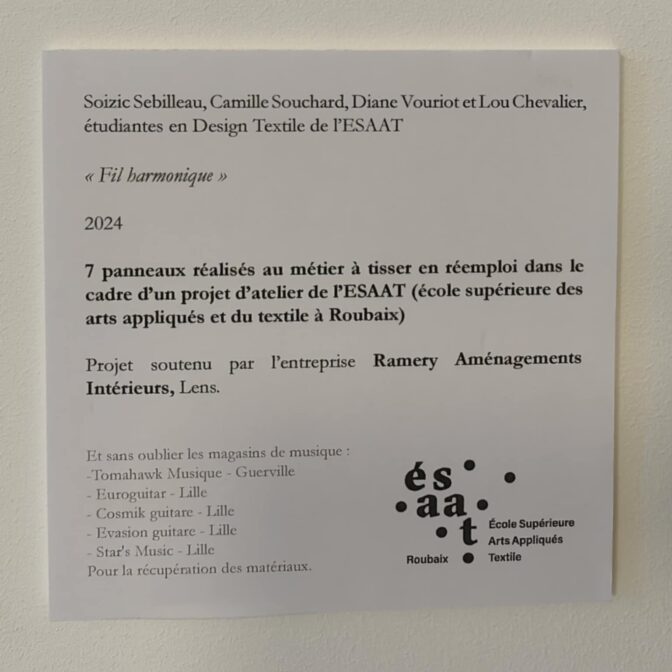 Soizic Sebilleau, Camille Souchard, Diane Vouriot et Lou Chevalier,
étudiantes en Design Textile de l'ESAAT
« Fil harmonique »
2024
7 panneaux réalisés au métier à tisser en réemploi dans le
cadre d'un projet d'atelier de l'ESAAT (école supérieure des
arts appliqués et du textile à Roubaix)
Projet soutenu par l'entreprise Ramery Aménagements
Intérieurs, Lens.
Et sans oublier les magasins de musique :
-Tomahawk Musique - Guerville
- Euroguitar - Lille
- Cosmik guitare - Lille
- Evasion guitare - Lille
- Star's Music - Lille
Pour la récupération des matériaux.
és
aa
t
École Supérieure
Arts Appliqués
Textile
Roubaix